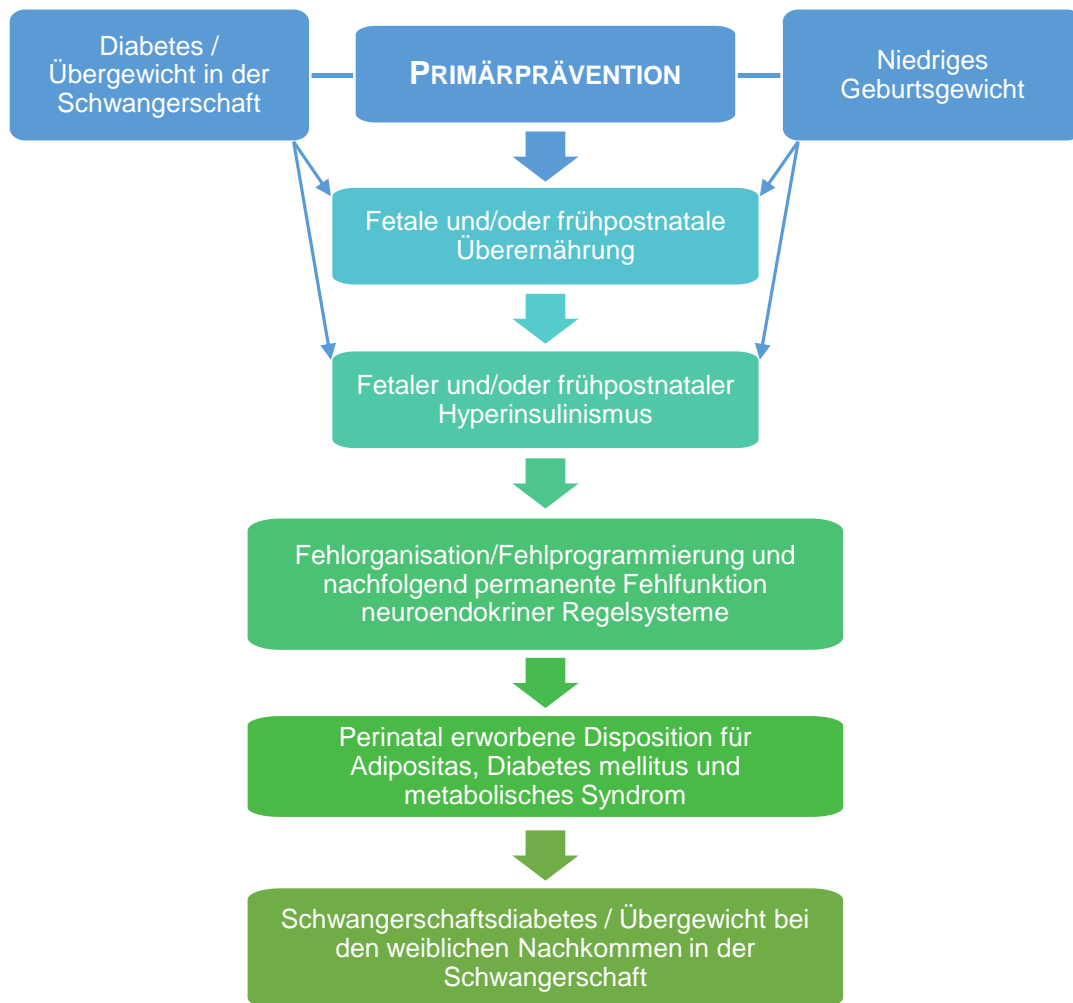 Diabetes /
Übergewicht in der
Schwangerschaft
PRIMÄRPRÄVENTION
Niedriges
Geburtsgewicht
Fetale und/oder frühpostnatale
Überernährung
Fetaler und/oder frühpostnataler
Hyperinsulinismus
Fehlorganisation/Fehlprogrammierung und
nachfolgend permanente Fehlfunktion
neuroendokriner Regelsysteme
Perinatal erworbene Disposition für
Adipositas, Diabetes mellitus und
metabolisches Syndrom
Schwangerschaftsdiabetes / Übergewicht bei
den weiblichen Nachkommen in der
Schwangerschaft